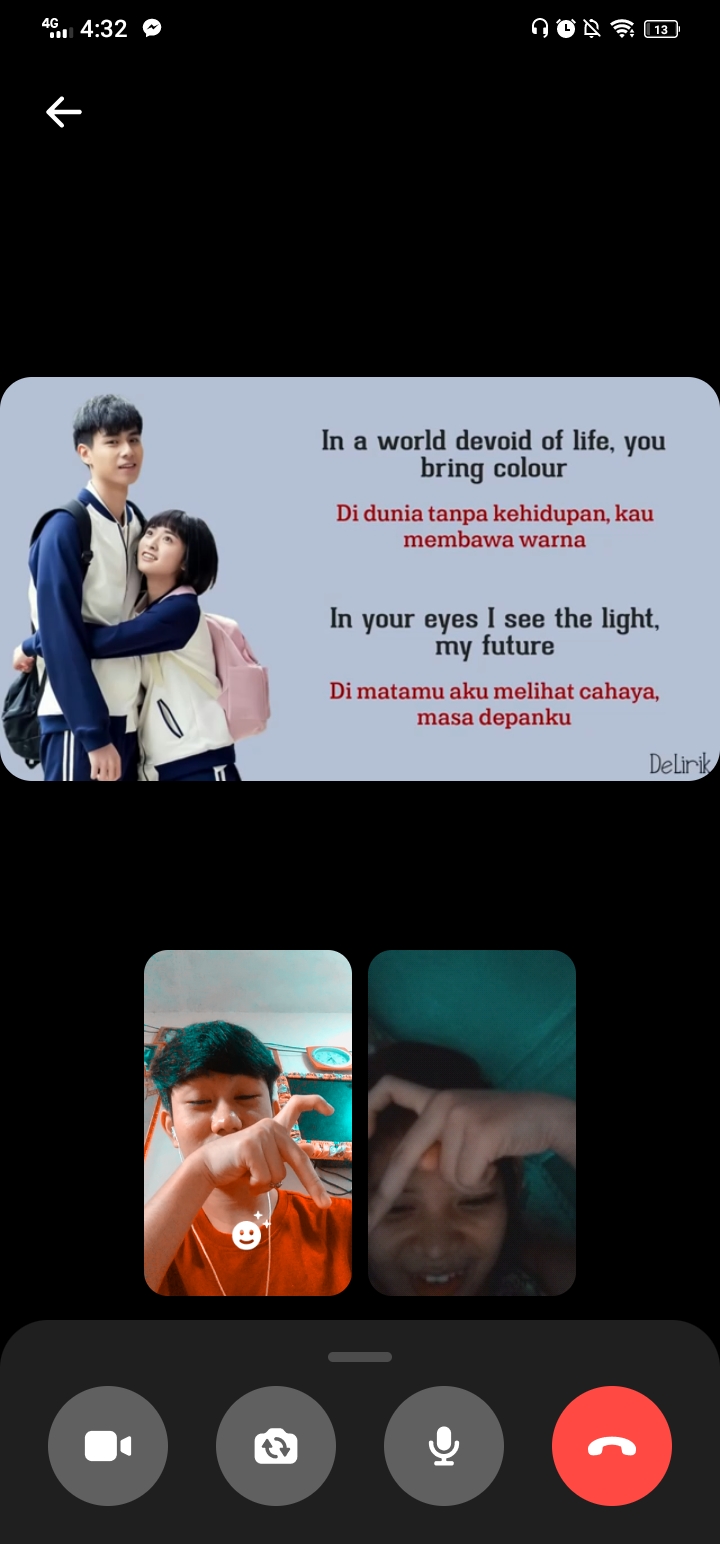 4G
4:32
13
In a world devoid of life, you
bring colour
Di dunia tanpa kehidupan, kau
membawa warna
In your eyes I see the light,
my future
Di matamu aku melihat cahaya,
masa depanku
DeLirik